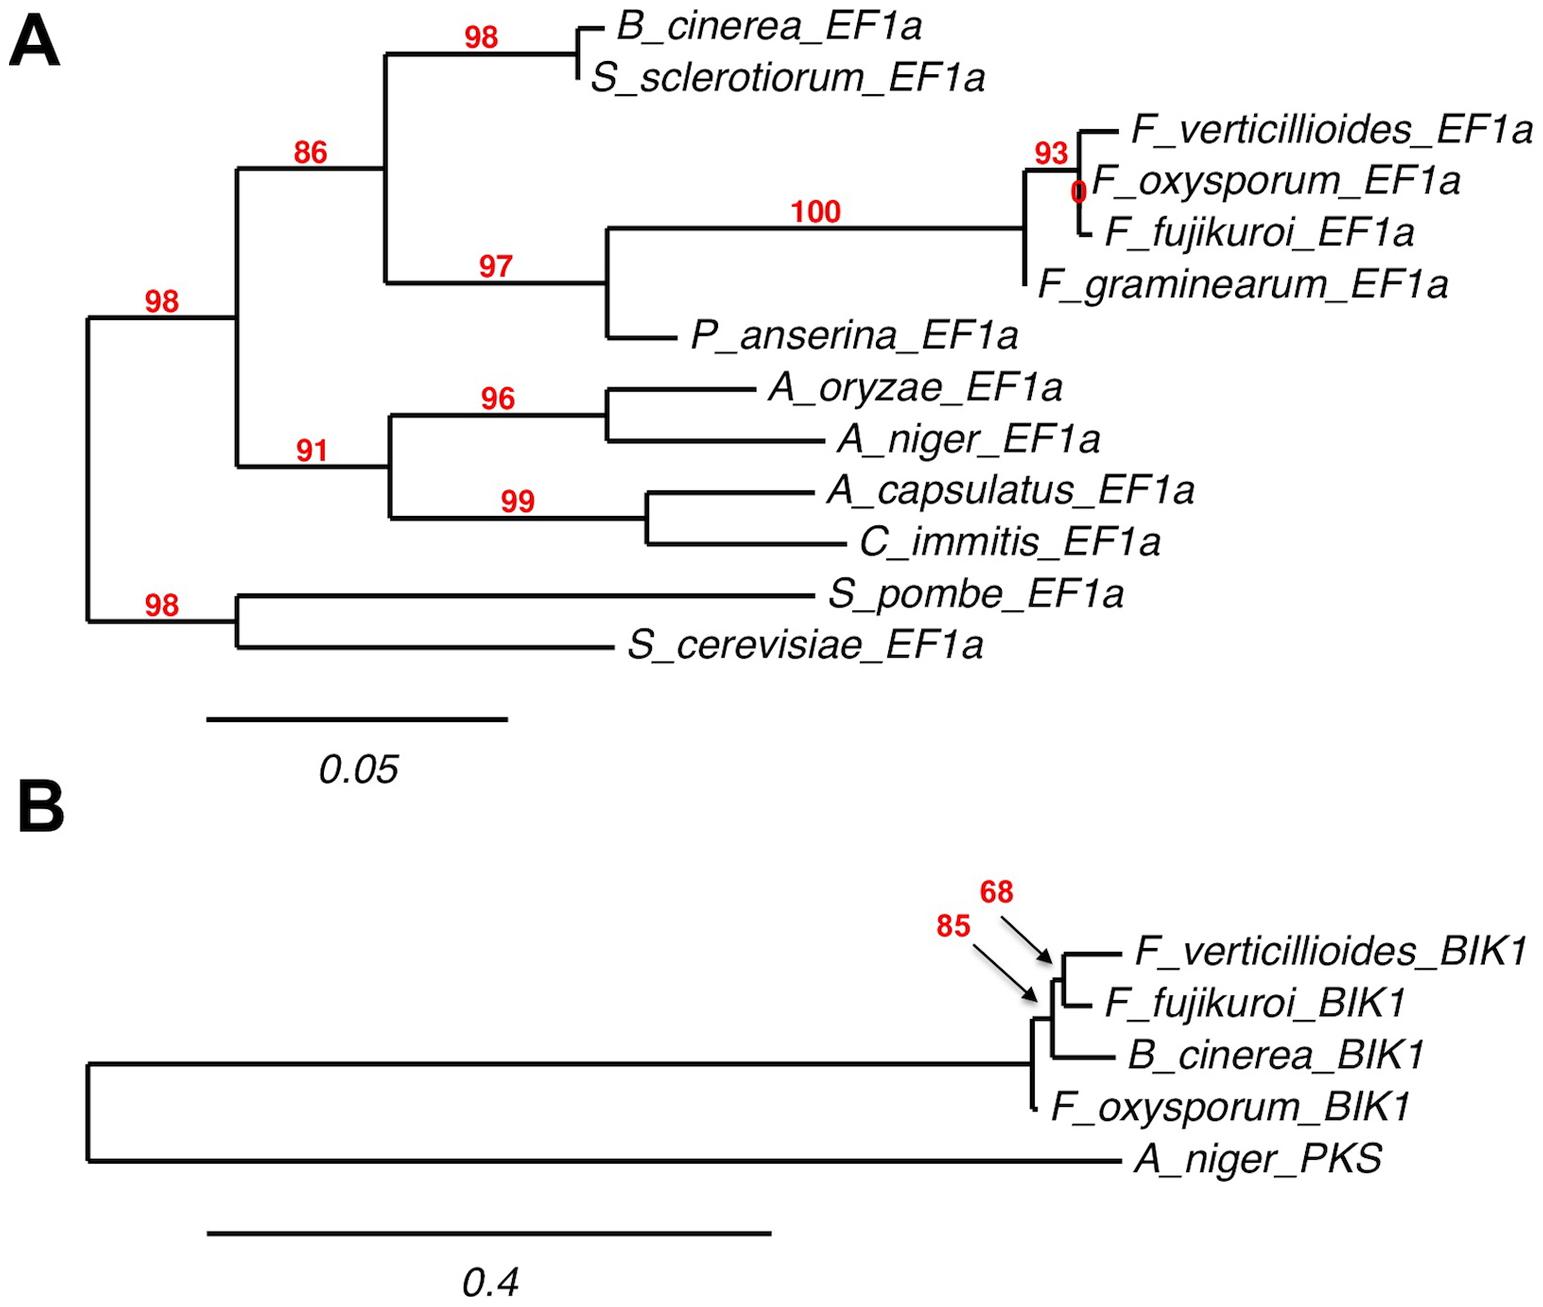 A
98
B_cinerea_EF1a
S_sclerotiorum_EF1a
86
93
F_verticillioides_EF1a
0
F_oxysporum_EF1a
100
F_fujikuroi_EF1a
97
F_graminearum_EF1a
98
P_anserina_EF1a
96
A_oryzae_EF1a
91
A_niger_EF1a
99
A_capsulatus_EF1a
C_immitis_EF1a
98
S_pombe_EF1a
S_cerevisiae_EF1a
0.05
B
68
85
F_verticillioides_BIK1
F_fujikuroi_BIK1
B_cinerea_BIK1
F_oxysporum_BIK1
A_niger_PKS
0.4